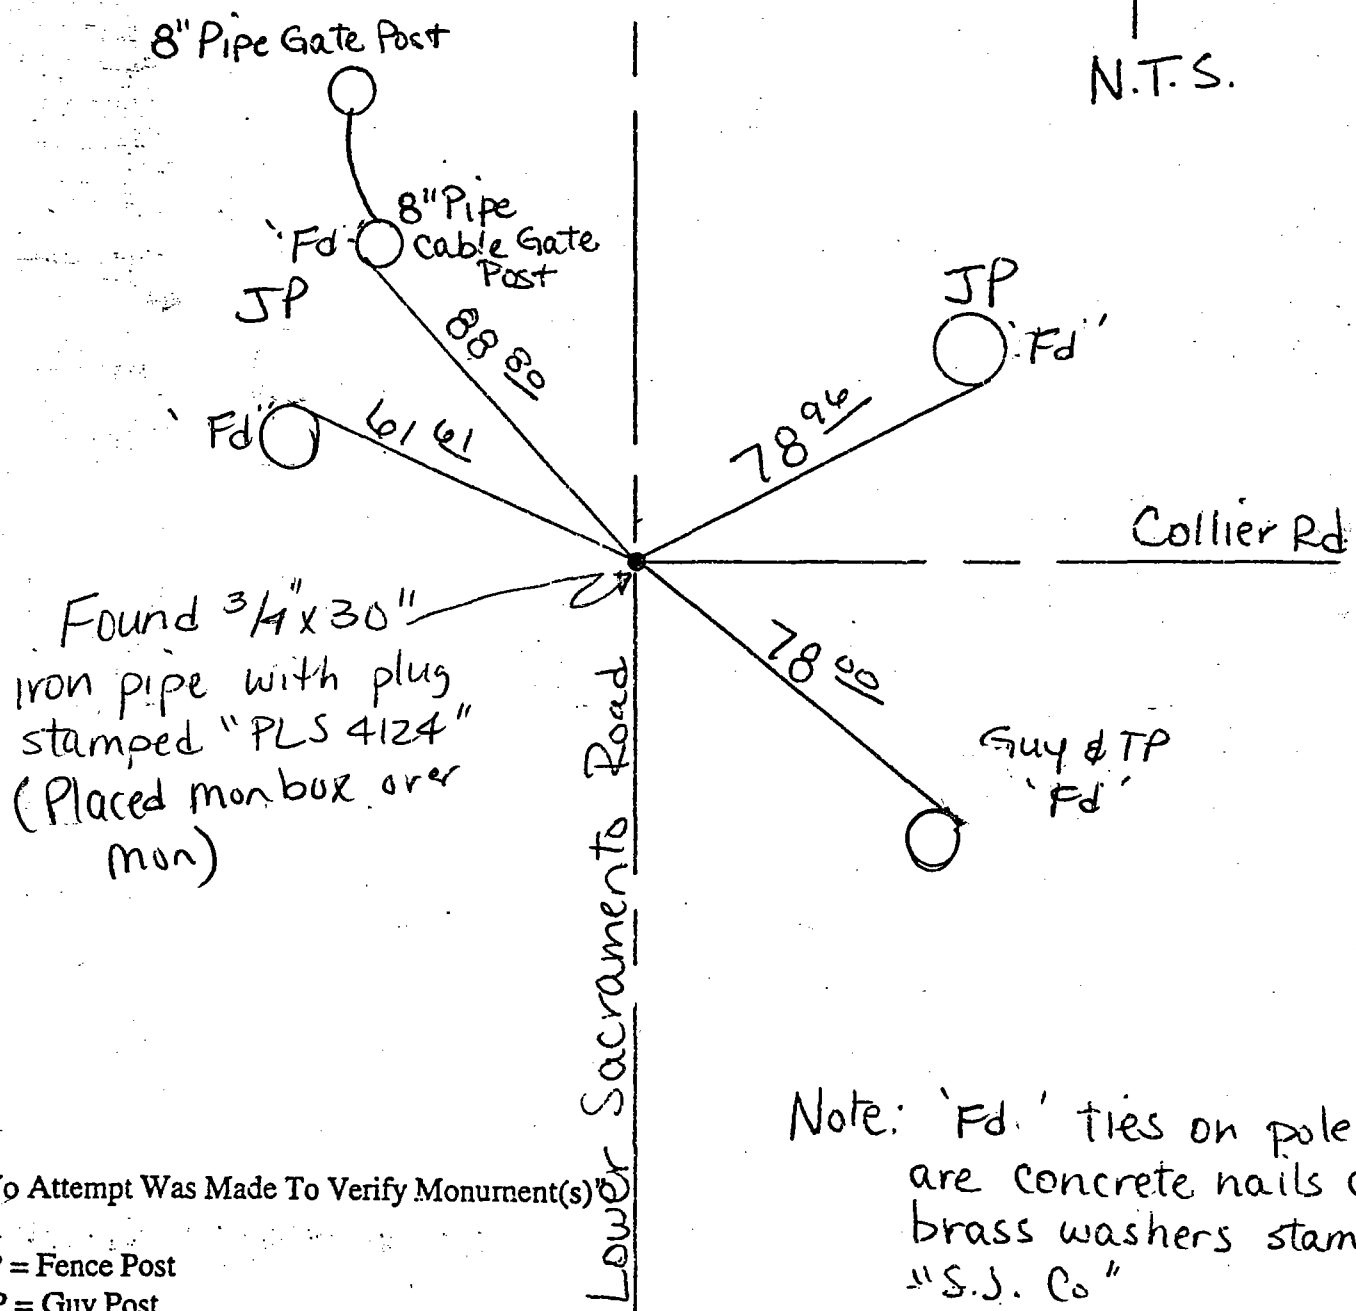 8" Pipe Gate Post
N.T.S.
8" Pipe
Cable Gate
Post
"Fd"
JP
88 80
JP
"Fd"
"Fd"
61 61
78 96
Collier Rd
Found 3/4" x 30"
iron pipe with plug
stamped "PLS 4124"
(Placed mon box over
mon)
78 00
Guy & TP
'Fd'
Lower Sacramento Road
Note: 'Fd.' ties on pole
are concrete nails
brass washers stam
"S.J. Co"
o Attempt Was Made To Verify Monument(s)"
P = Fence Post
P = Guy Post